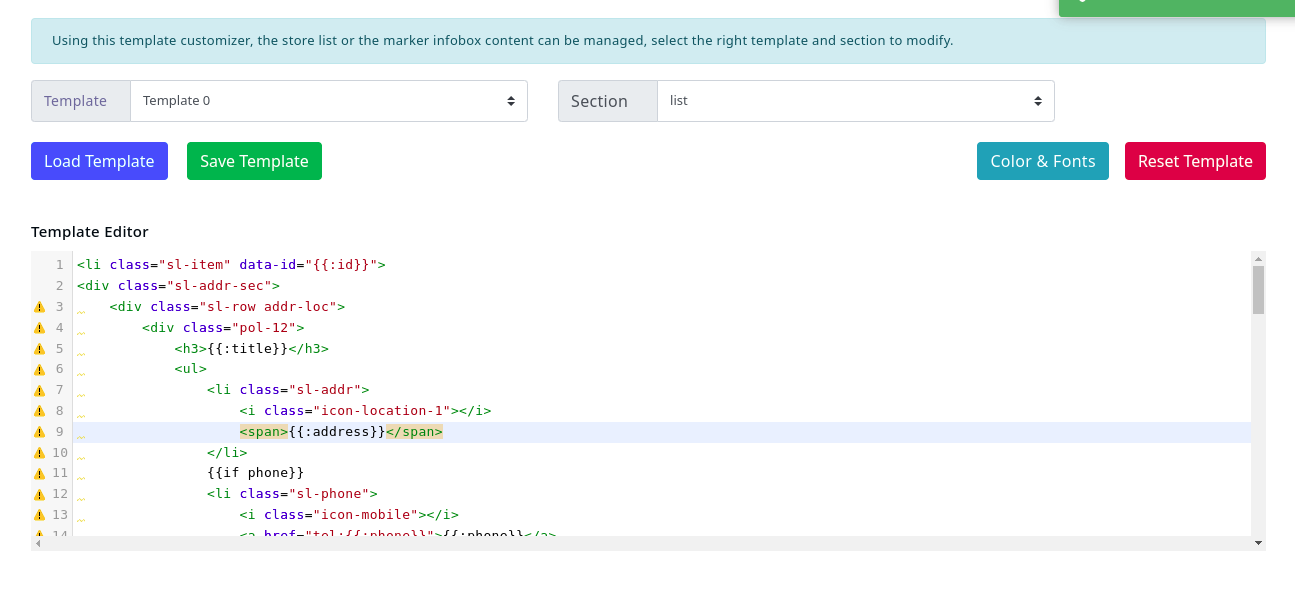 Using this template customizer, the store list or the marker infobox content can be managed, select the right template and section to modify.
Template Template 0 Section list
Load Template Save Template Color & Fonts Reset Template
Template Editor
1 <li class="sl-item" data-id="{{:id}}">
2 <div class="sl-addr-sec">
3 <div class="sl-row addr-loc">
4 <div class="pol-12">
5 <h3>{{:title}}</h3>
6 <ul>
7 <li class="sl-addr">
8 <i class="icon-location-1"></i>
9 <span>{{:address}}</span>
10 </li>
11 {{if phone}}
12 <li class="sl-phone">
13 <i class="icon-mobile"></i>
14 <a href="tel:{{:phone}}">{{:phone}}</a>